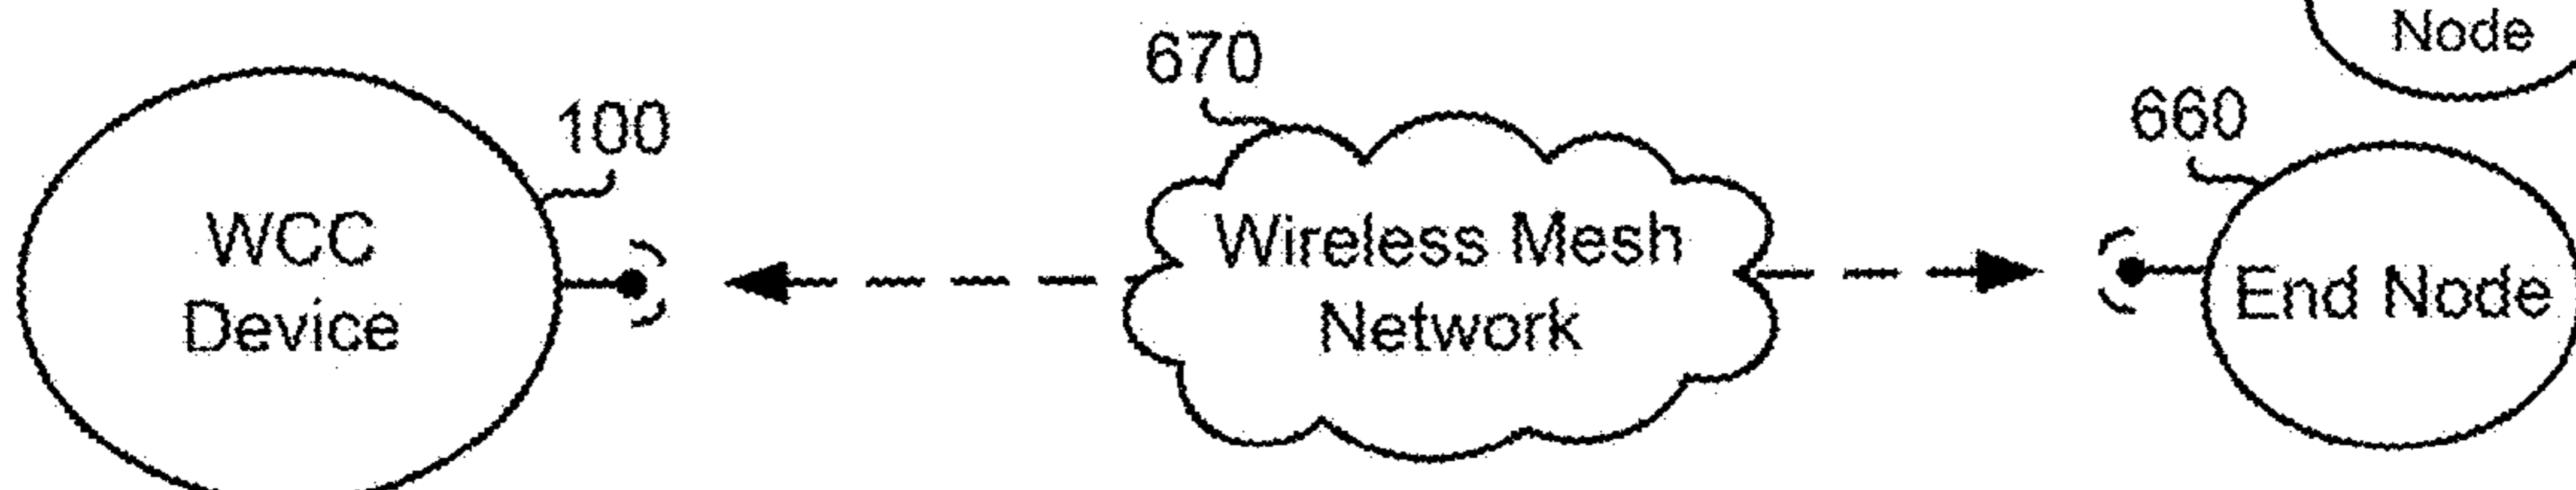 Node
670
100
660
WCC
Device
Wireless Mesh
Network
End Node